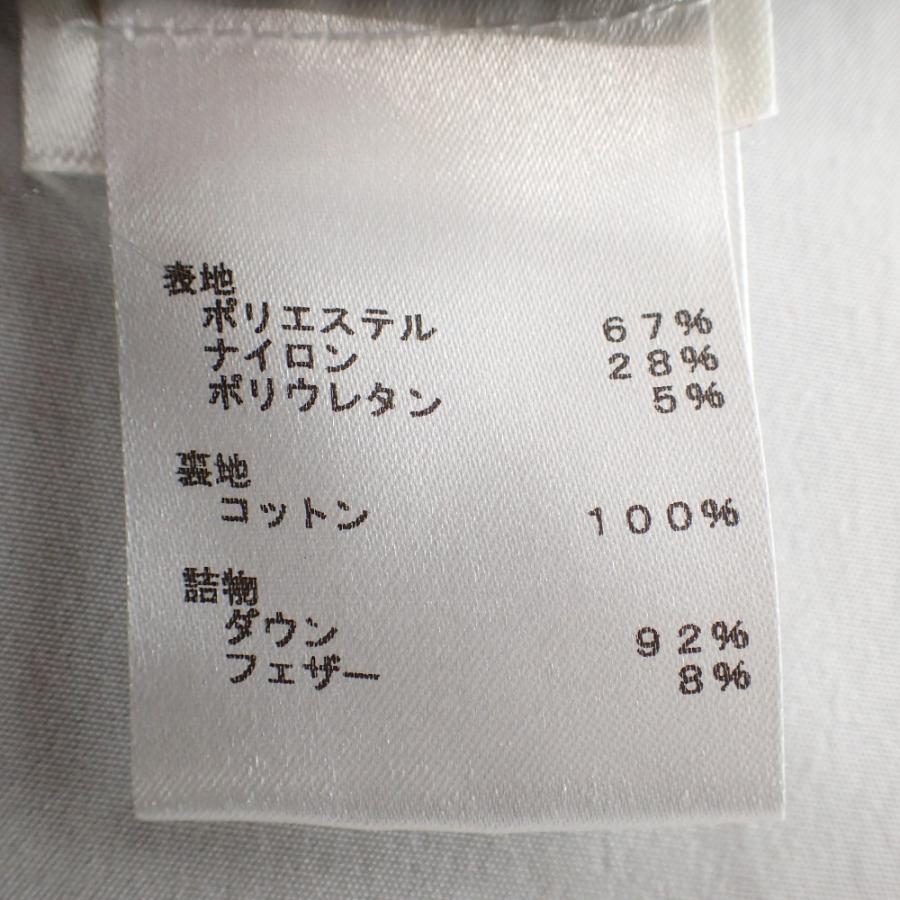 表地
ポリエステル 67%
ナイロン 28%
ポリウレタン 5%
裏地
コットン 100%
詰物
ダウン 92%
フェザー 8%